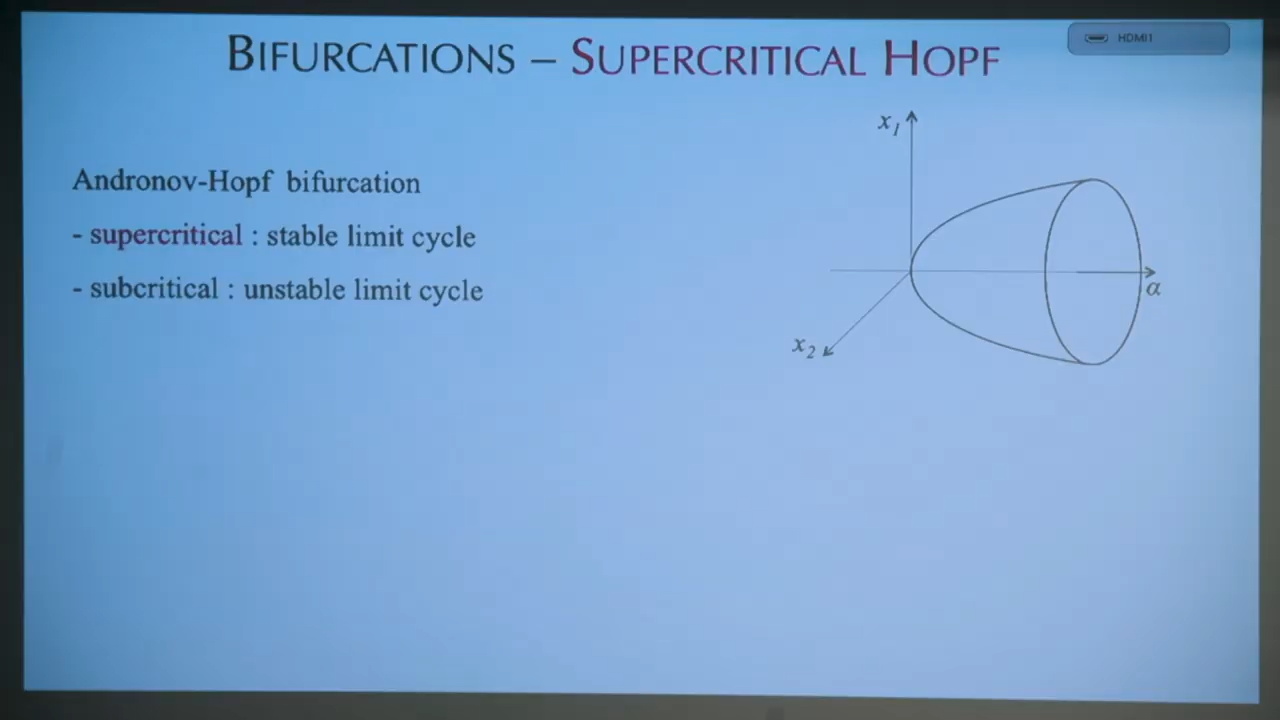 BIFURCATIONS – SUPERCRITICAL HOPF
HDMI1
Andronov-Hopf bifurcation
- supercritical : stable limit cycle
- subcritical : unstable limit cycle
x1
α
x2